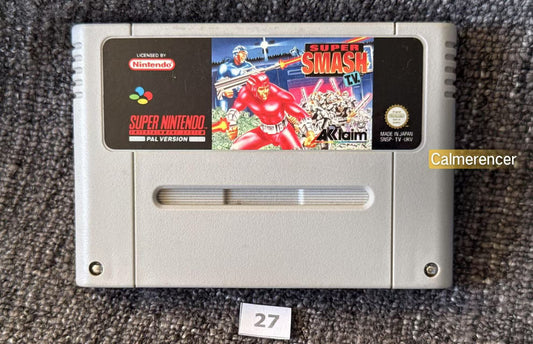 LICENSED BY
Nintendo
SUPER NINTENDO
ENTERTAINMENT SYSTEM
PAL VERSION
SUPER
SMASH
T.V.
AKklaim
MADE IN JAPAN
SNSP-TV-UKV
Calmerencer
27